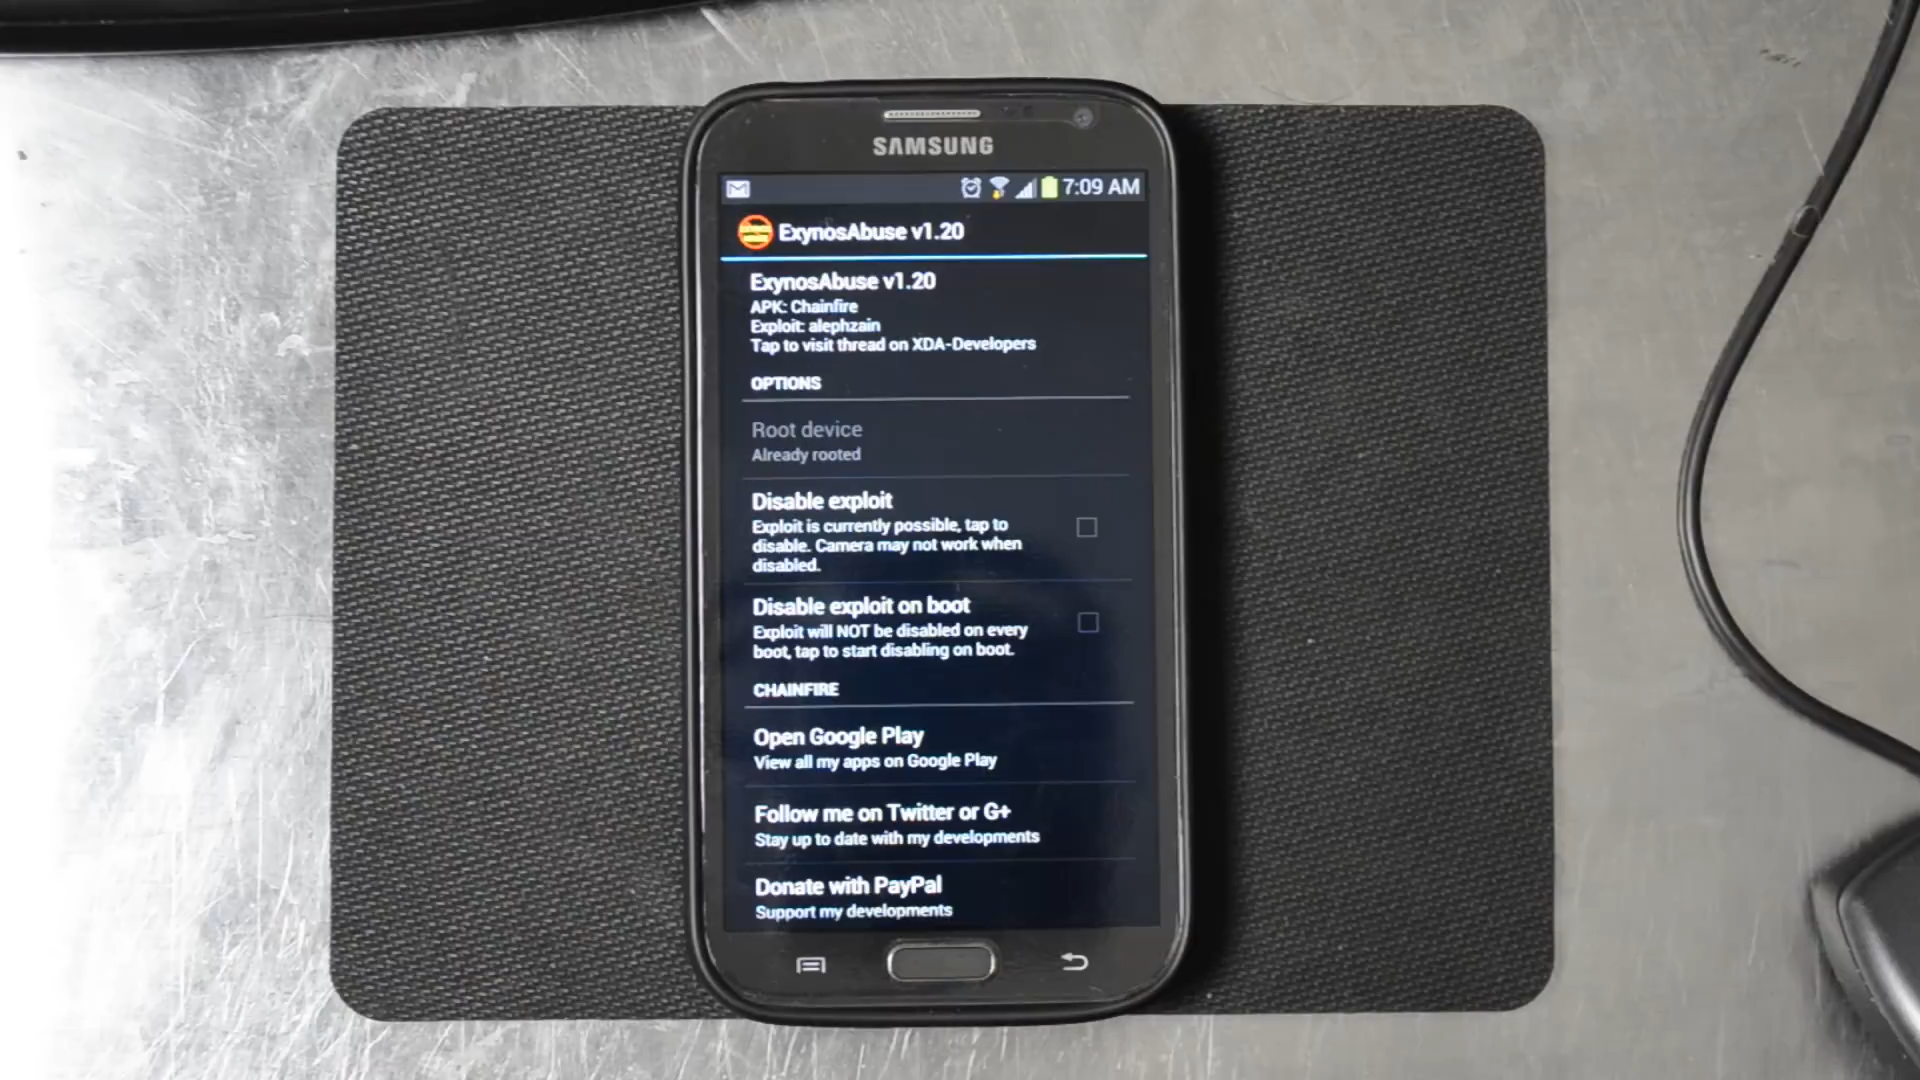 SAMSUNG
7:09 AM
ExynosAbuse v1.20
ExynosAbuse v1.20
APK: Chainfire
Exploit: alephzain
Tap to visit thread on XDA-Developers
OPTIONS
Root device
Already rooted
Disable exploit
Exploit is currently possible, tap to
disable. Camera may not work when
disabled.
Disable exploit on boot
Exploit will NOT be disabled on every
boot, tap to start disabling on boot.
CHAINFIRE
Open Google Play
View all my apps on Google Play
Follow me on Twitter or G+
Stay up to date with my developments
Donate with PayPal
Support my developments